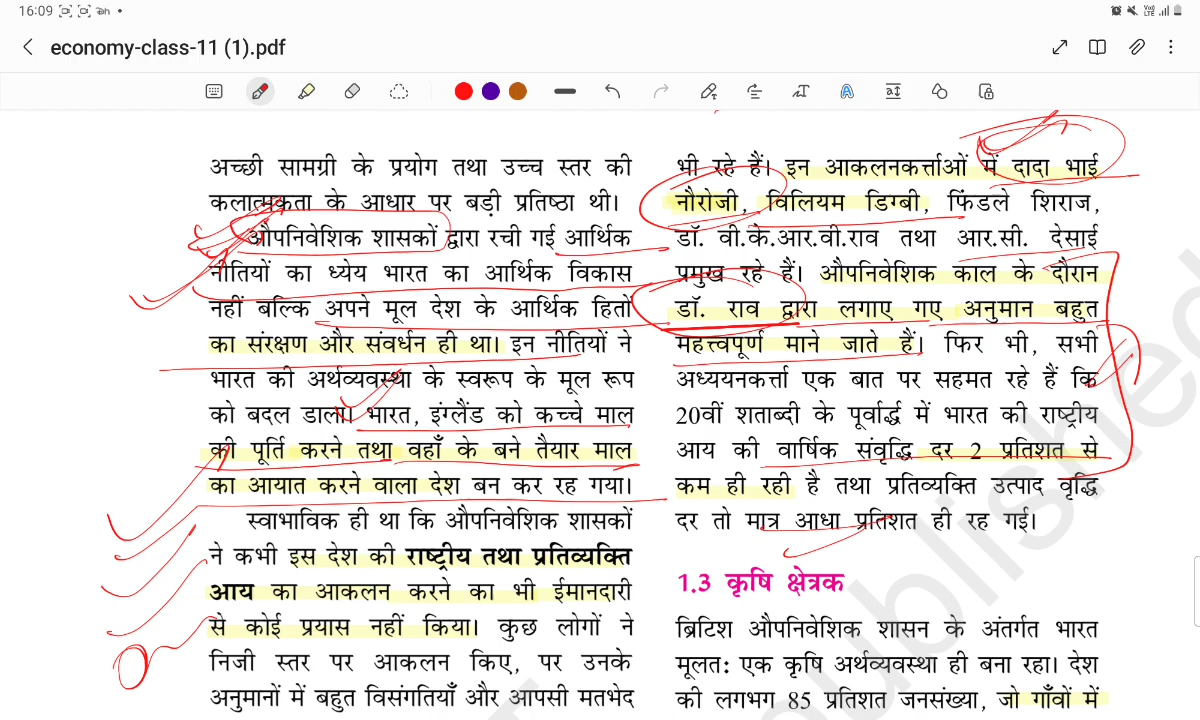 16:09
economy-class-11 (1).pdf
अच्छी सामग्री के प्रयोग तथा उच्च स्तर की
कलात्मकता के आधार पर बड़ी प्रतिष्ठा थी।
औपनिवेशिक शासकों द्वारा रची गई आर्थिक
नीतियों का ध्येय भारत का आर्थिक विकास
नहीं बल्कि अपने मूल देश के आर्थिक हितों
का संरक्षण और संवर्धन ही था। इन नीतियों ने
भारत की अर्थव्यवस्था के स्वरूप के मूल रूप
को बदल डाला। भारत, इंग्लैंड को कच्चे माल
की पूर्ति करने तथा वहाँ के बने तैयार माल
का आयात करने वाला देश बन कर रह गया।
स्वाभाविक ही था कि औपनिवेशिक शासकों
ने कभी इस देश की राष्ट्रीय तथा प्रतिव्यक्ति
आय का आकलन करने का भी ईमानदारी
से कोई प्रयास नहीं किया। कुछ लोगों ने
निजी स्तर पर आकलन किए, पर उनके
अनुमानों में बहुत विसंगतियाँ और आपसी मतभेद
भी रहे हैं। इन आकलनकर्त्ताओं में दादा भाई
नौरोजी, विलियम डिग्बी, फिंडले शिराज,
डॉ. वी.के.आर.वी.राव तथा आर.सी. देसाई
प्रमुख रहे हैं। औपनिवेशिक काल के दौरान
डॉ. राव द्वारा लगाए गए अनुमान बहुत
महत्त्वपूर्ण माने जाते हैं। फिर भी, सभी
अध्ययनकर्त्ता एक बात पर सहमत रहे हैं कि
20वीं शताब्दी के पूर्वार्द्ध में भारत की राष्ट्रीय
आय की वार्षिक संवृद्धि दर 2 प्रतिशत से
कम ही रही है तथा प्रतिव्यक्ति उत्पाद वृद्धि
दर तो मात्र आधा प्रतिशत ही रह गई।
1.3 कृषि क्षेत्रक
ब्रिटिश औपनिवेशिक शासन के अंतर्गत भारत
मूलत: एक कृषि अर्थव्यवस्था ही बना रहा। देश
की लगभग 85 प्रतिशत जनसंख्या, जो गाँवों में